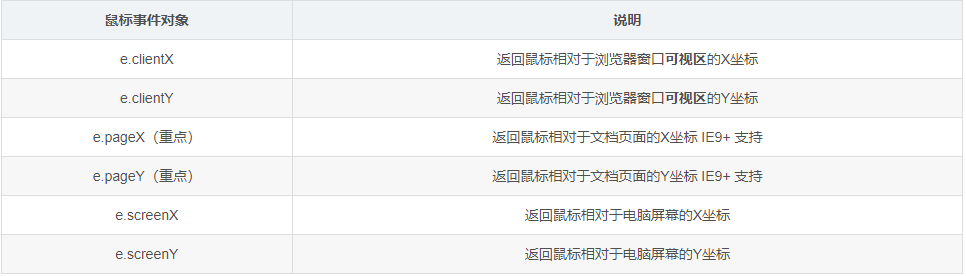 鼠标事件对象 说明
e.clientX 返回鼠标相对于浏览器窗口可视区的X坐标
e.clientY 返回鼠标相对于浏览器窗口可视区的Y坐标
e.pageX（重点） 返回鼠标相对于文档页面的X坐标 IE9+ 支持
e.pageY（重点） 返回鼠标相对于文档页面的Y坐标 IE9+ 支持
e.screenX 返回鼠标相对于电脑屏幕的X坐标
e.screenY 返回鼠标相对于电脑屏幕的Y坐标